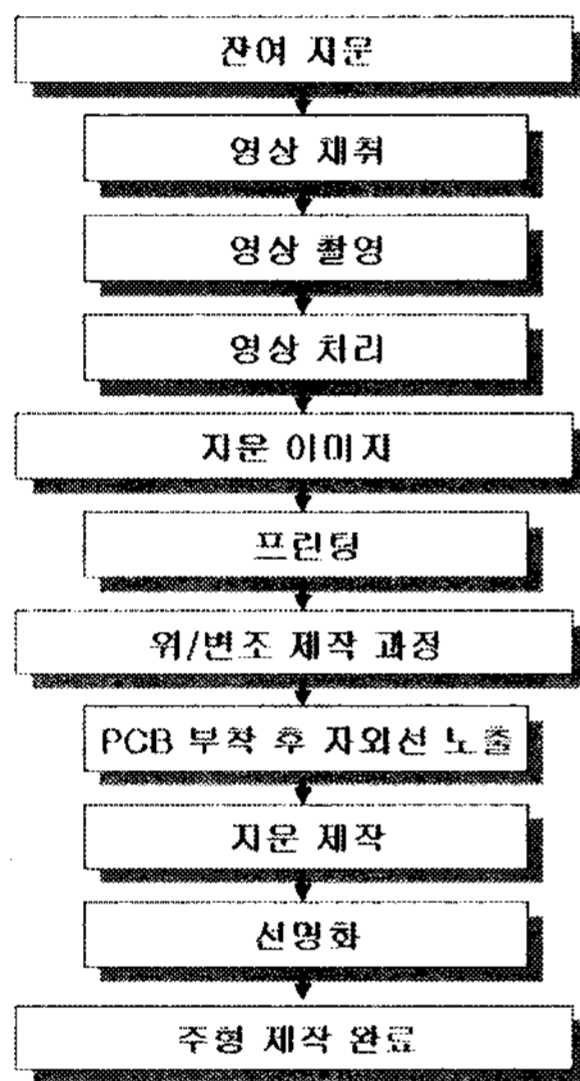 잔여 지문
영상 채취
영상 촬영
영상 처리
지문 이미지
프린팅
위/변조 제작 과정
PCB 부착 후 자외선 노출
지문 제작
선명화
주형 제작 완료